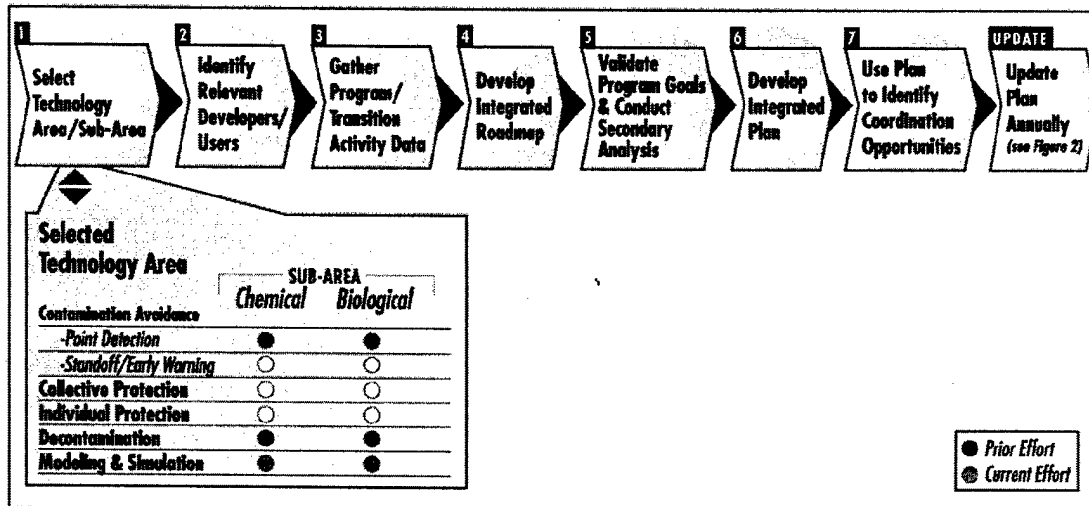 1
Select
Technology
Area/Sub-Area
2
Identify
Relevant
Developers/
Users
3
Gather
Program/
Transition
Activity Data
4
Develop
Integrated
Roadmap
5
Validate
Program Goals
& Conduct
Secondary
Analysis
6
Develop
Integrated
Plan
7
Use Plan
to Identify
Coordination
Opportunities
UPDATE
Update
Plan
Annually
(see Figure 2)
Selected
Technology Area
SUB-AREA
Chemical Biological
Contamination Avoidance
-Point Detection
-Standoff/Early Warning
Collective Protection
Individual Protection
Decontamination
Modeling & Simulation
Prior Effort
Current Effort